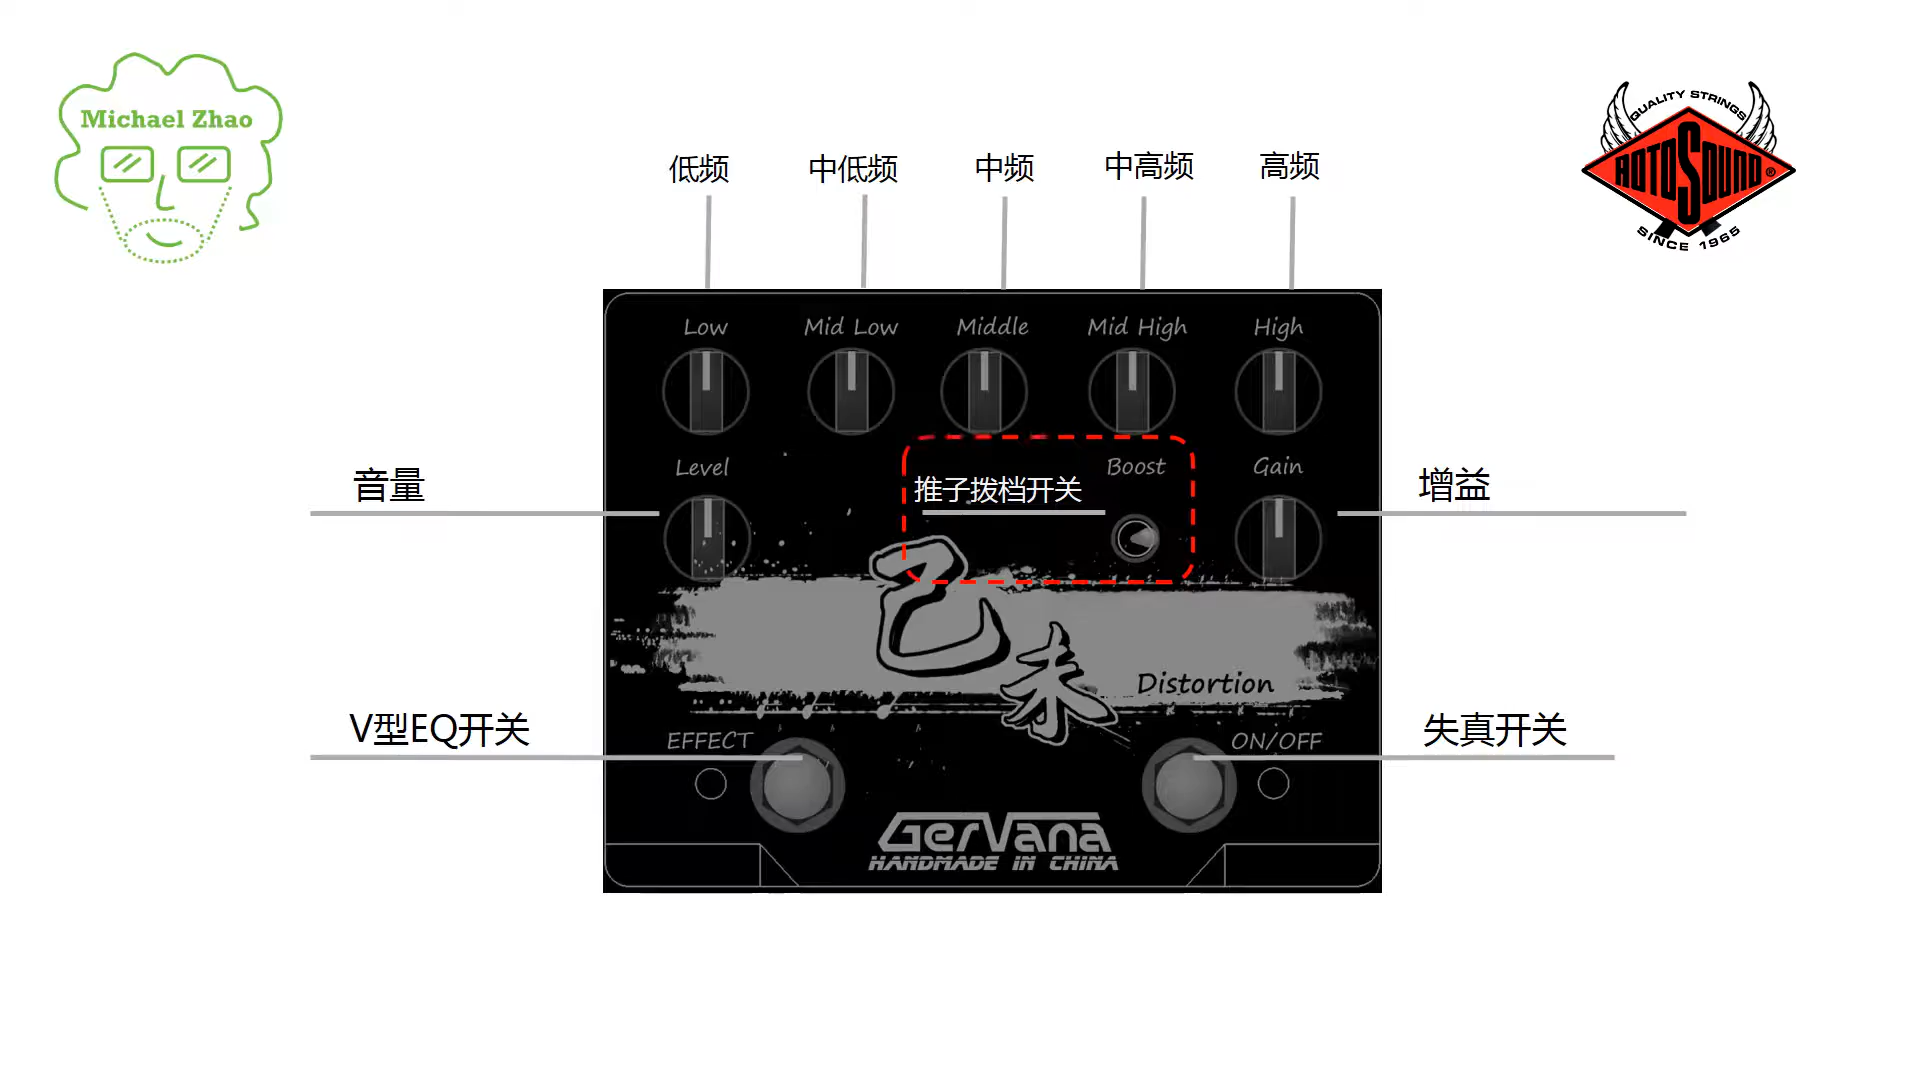 Michael Zhao
QUALITY STRINGS
ROTOSOUND®
SINCE 1965
低频
中低频
中频
中高频
高频
Low
Mid Low
Middle
Mid High
High
音量
Level
推子拨档开关
Boost
Gain
增益
己未
Distortion
V型EQ开关
EFFECT
ON/OFF
失真开关
GerVana
HANDMADE IN CHINA